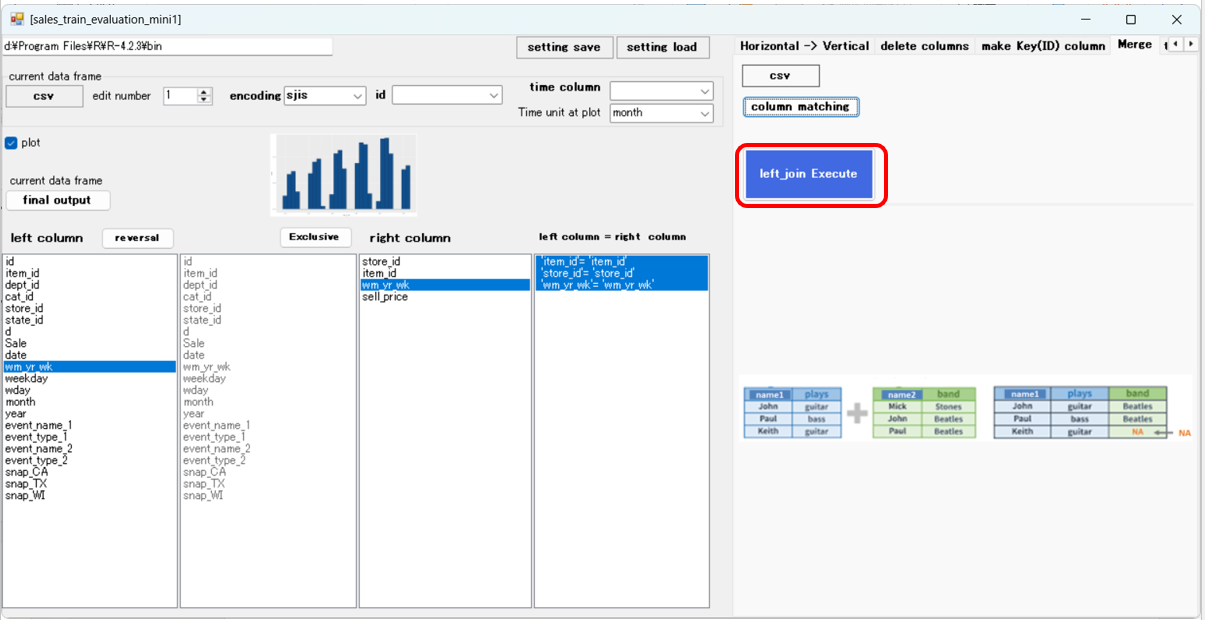 [sales_train_evaluation_mini1]
d:¥Program Files¥R¥R-4.2.3¥bin
setting save
setting load
current data frame
csv
edit number
1
encoding
sjis
id
time column
Time unit at plot
month
plot
current data frame
final output
left column
reversal
Exclusive
right column
left column = right column
id
item_id
dept_id
cat_id
store_id
state_id
d
Sale
date
wm_yr_wk
weekday
wday
month
year
event_name_1
event_type_1
event_name_2
event_type_2
snap_CA
snap_TX
snap_WI
id
item_id
dept_id
cat_id
store_id
state_id
d
Sale
date
wm_yr_wk
weekday
wday
month
year
event_name_1
event_type_1
event_name_2
event_type_2
snap_CA
snap_TX
snap_WI
store_id
item_id
wm_yr_wk
sell_price
'item_id'= 'item_id'
'store_id'= 'store_id'
'wm_yr_wk'= 'wm_yr_wk'
Horizontal -> Vertical
delete columns
make Key(ID) column
Merge
csv
column matching
left_join Execute
name1 plays
John guitar
Paul bass
Keith guitar
+
name2 band
Mick Stones
John Beatles
Paul Beatles
name1 plays band
John guitar Beatles
Paul bass Beatles
Keith guitar NA
NA